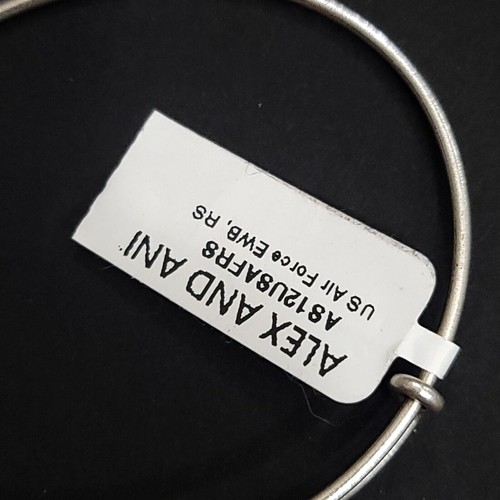 ALEX AND ANI
AS12USAFRS
US Air Force EWB, RS